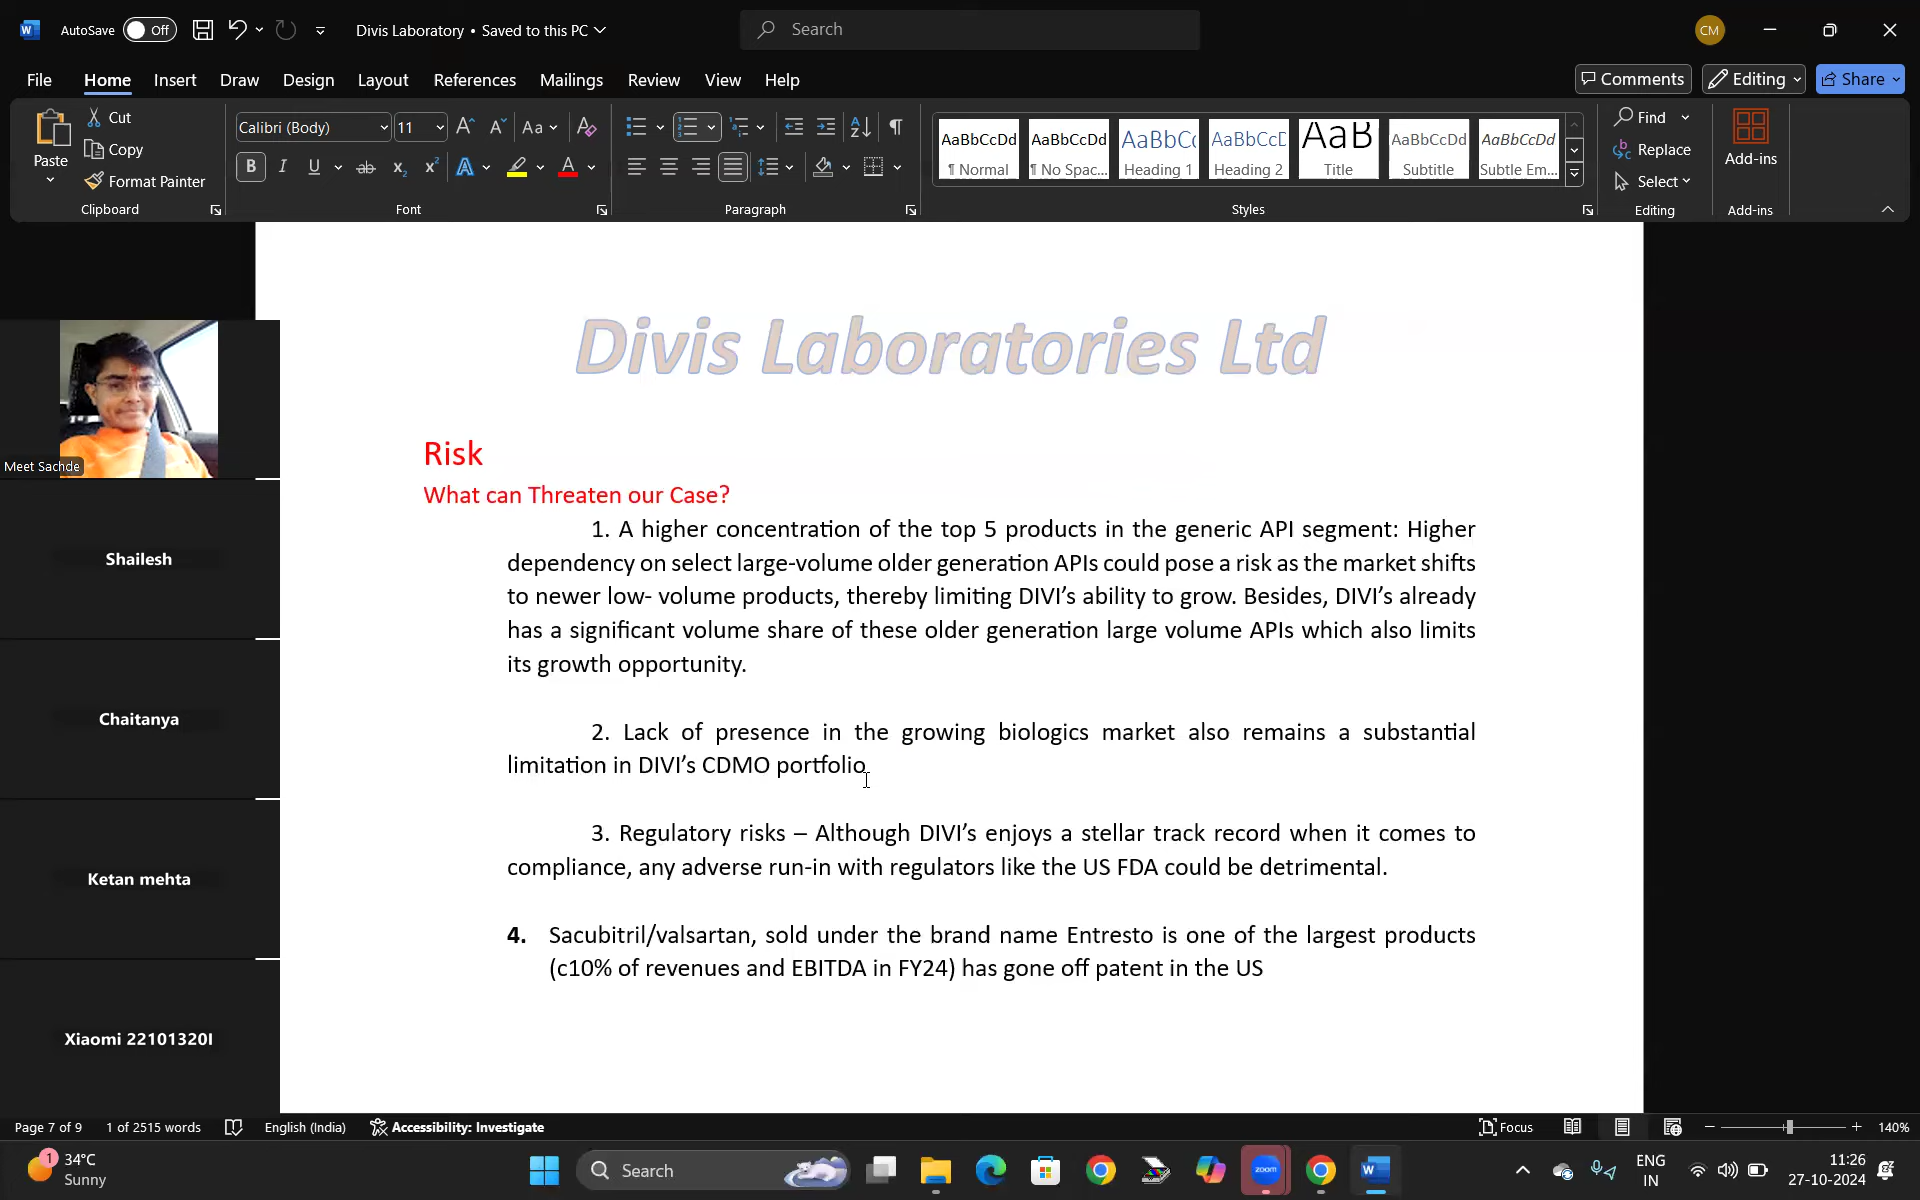 AutoSave Off Divis Laboratory • Saved to this PC Search CM
File Home Insert Draw Design Layout References Mailings Review View Help Comments Editing Share
Paste Cut Copy Format Painter
Clipboard
Calibri (Body) 11 Aa
B I U ab x₂ x² A A
Font
Paragraph
AaBbCcDd AaBbCcDd AaBbCc AaBbCcD AaB AaBbCcDd AaBbCcDd
¶ Normal ¶ No Spac... Heading 1 Heading 2 Title Subtitle Subtle Em...
Styles
Find
Replace
Select
Editing
Add-ins
Add-ins
Divis Laboratories Ltd
Risk
What can Threaten our Case?
1. A higher concentration of the top 5 products in the generic API segment: Higher
dependency on select large-volume older generation APIs could pose a risk as the market shifts
to newer low- volume products, thereby limiting DIVI’s ability to grow. Besides, DIVI’s already
has a significant volume share of these older generation large volume APIs which also limits
its growth opportunity.
2. Lack of presence in the growing biologics market also remains a substantial
limitation in DIVI’s CDMO portfolio
3. Regulatory risks – Although DIVI’s enjoys a stellar track record when it comes to
compliance, any adverse run-in with regulators like the US FDA could be detrimental.
4. Sacubitril/valsartan, sold under the brand name Entresto is one of the largest products
(c10% of revenues and EBITDA in FY24) has gone off patent in the US
Meet Sachde
Shailesh
Chaitanya
Ketan mehta
Xiaomi 22101320I
Page 7 of 9 1 of 2515 words English (India) Accessibility: Investigate Focus 140%
1 34°C
Sunny
Search
zoom
ENG
IN
11:26
27-10-2024